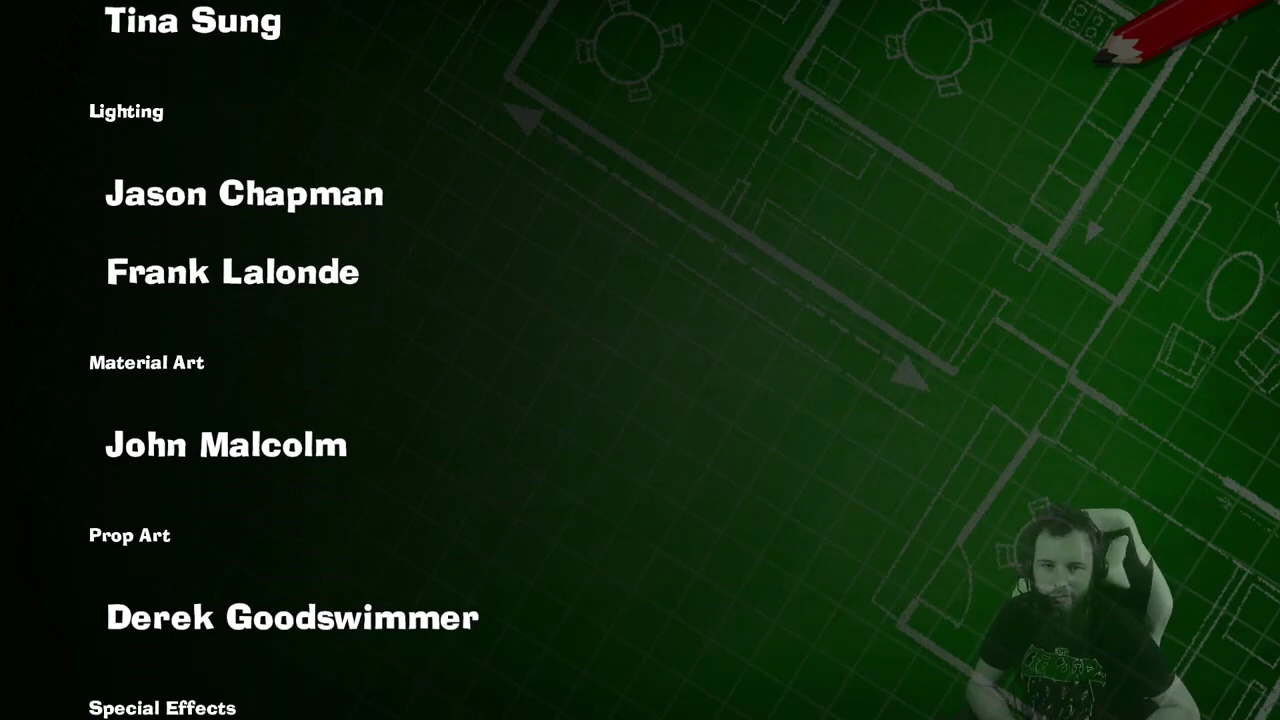 Tina Sung
Lighting
Jason Chapman
Frank Lalonde
Material Art
John Malcolm
Prop Art
Derek Goodswimmer
Special Effects